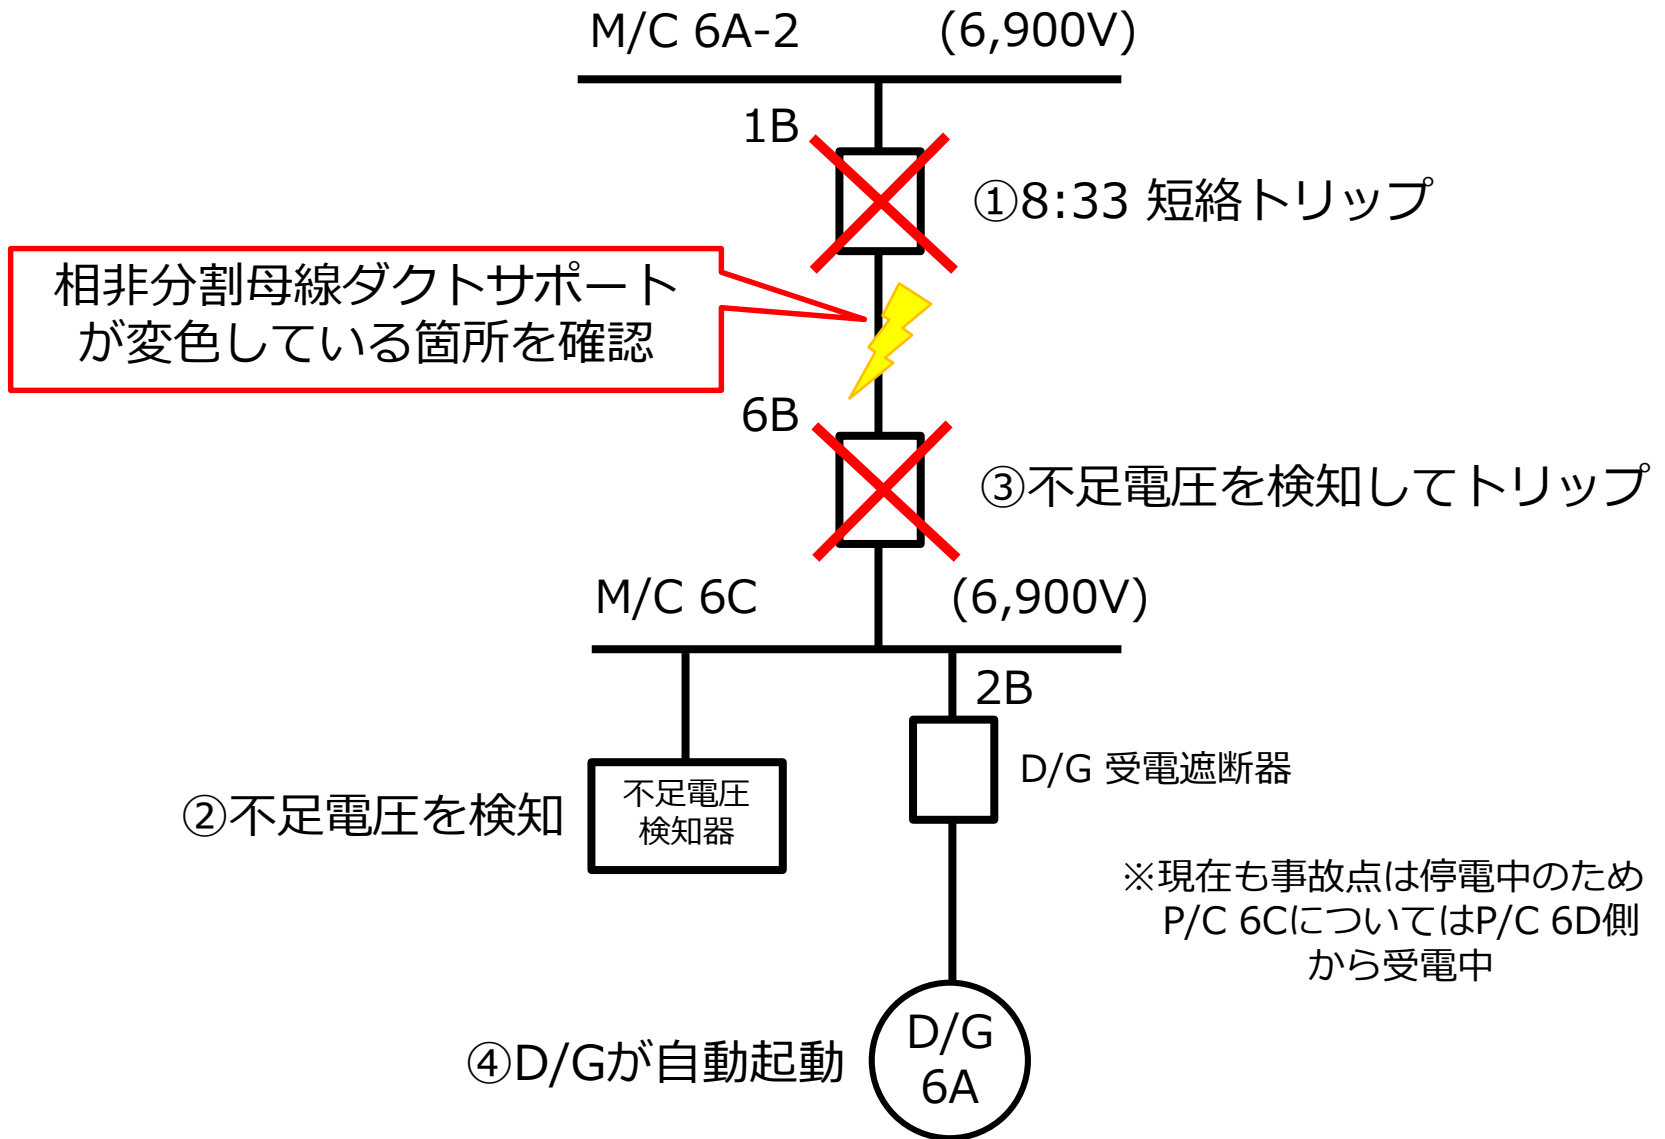 M/C 6A-2 (6,900V)
1B
①8:33 短絡トリップ
相非分割母線ダクトサポート
が変色している箇所を確認
6B
③不足電圧を検知してトリップ
M/C 6C (6,900V)
2B
D/G 受電遮断器
②不足電圧を検知
不足電圧
検知器
※現在も事故点は停電中のため
P/C 6CについてはP/C 6D側
から受電中
④D/Gが自動起動
D/G
6A